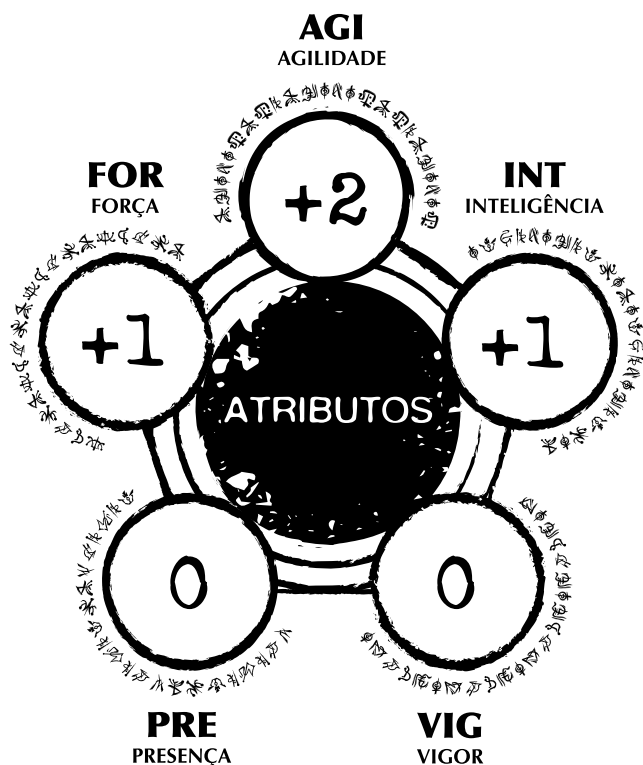 AGI
AGILIDADE
+2
FOR
FORÇA
INT
INTELIGÊNCIA
+1
+1
ATRIBUTOS
0
0
PRE
PRESENÇA
VIG
VIGOR